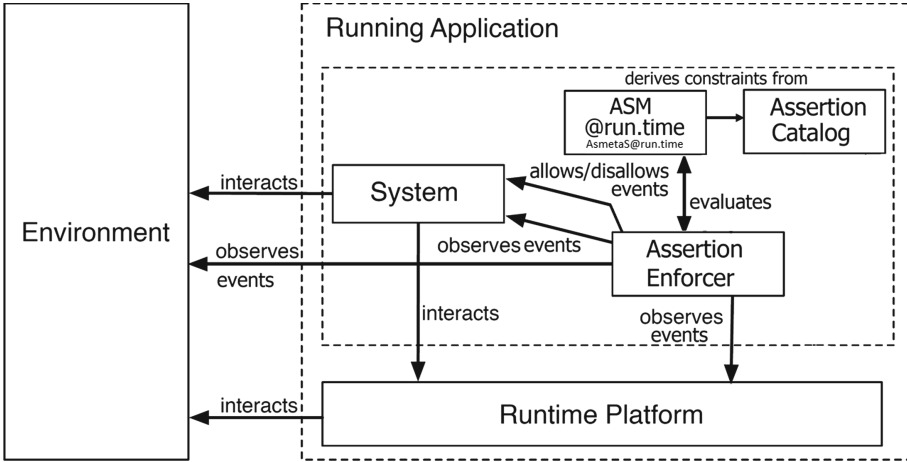 Running Application
derives constraints from
ASM
@run.time
AsmetaS@run.time
Assertion
Catalog
allows/disallows
events
interacts
System
evaluates
Environment
observes
events
observes events
Assertion
Enforcer
interacts
observes
events
interacts
Runtime Platform